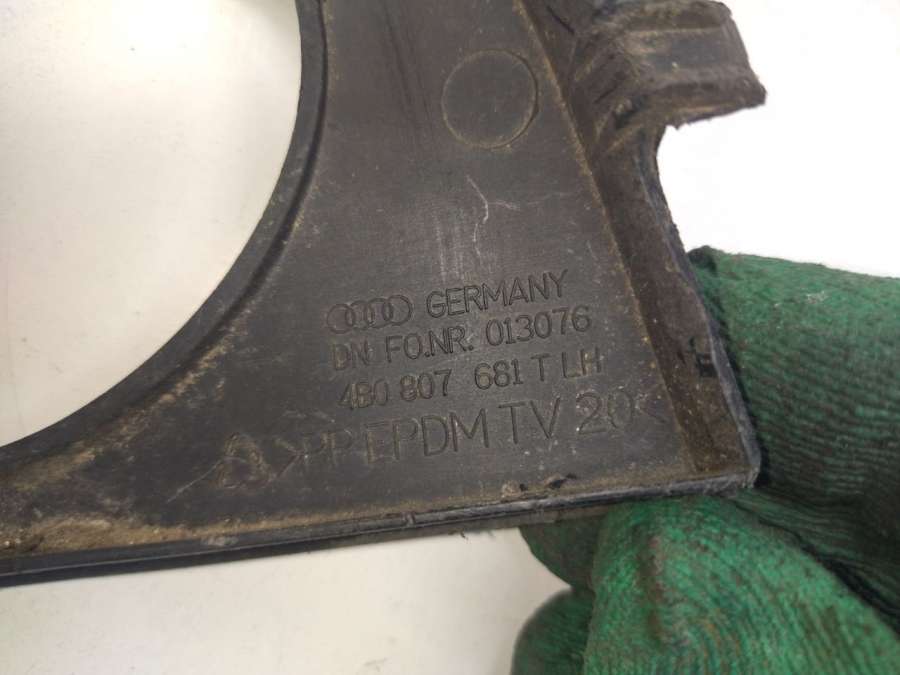 GERMANY
DN FO.NR. 013076
4B0 807 681 T LH
>PP EPDM TV 20<